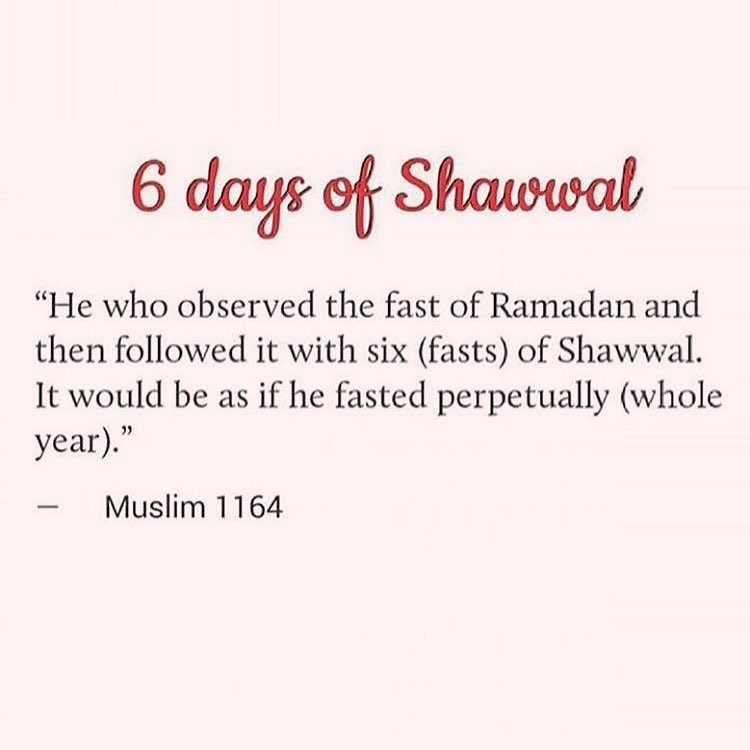 6 days of Shawwal
“He who observed the fast of Ramadan and
then followed it with six (fasts) of Shawwal.
It would be as if he fasted perpetually (whole
year).”
— Muslim 1164